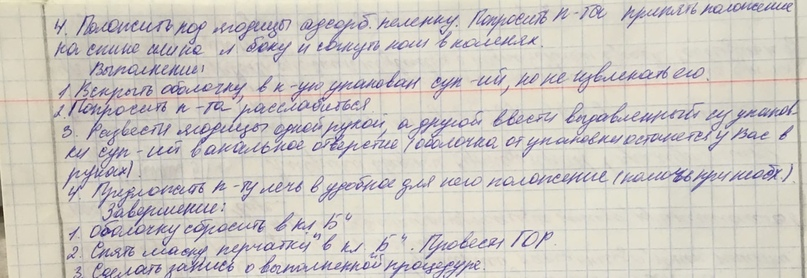 4. Положить под ягодицы адсорб. пеленку. Попросить п-та принять положение
на спине или на л. боку и согнуть ноги в коленях.
Выполнение:
1. Вскрыть оболочку в к-ую упакован суп-ий, но не извлекать его.
2. Попросить п-та расслабиться
3. Развести ягодицы одной рукой, а другой ввести выдавленный из упаков-
ки суп-ий в анальное отверстие (оболочка от упаковки останется у Вас в
руках).
4. Предложить п-ту лечь в удобное для него положение (помочь при необх.)
Завершение:
1. Оболочку сбросить в кл „Б"
2. Снять маску, перчатки в кл „Б". Провести ГОР.
3. Сделать запись о выполненной процедуре.